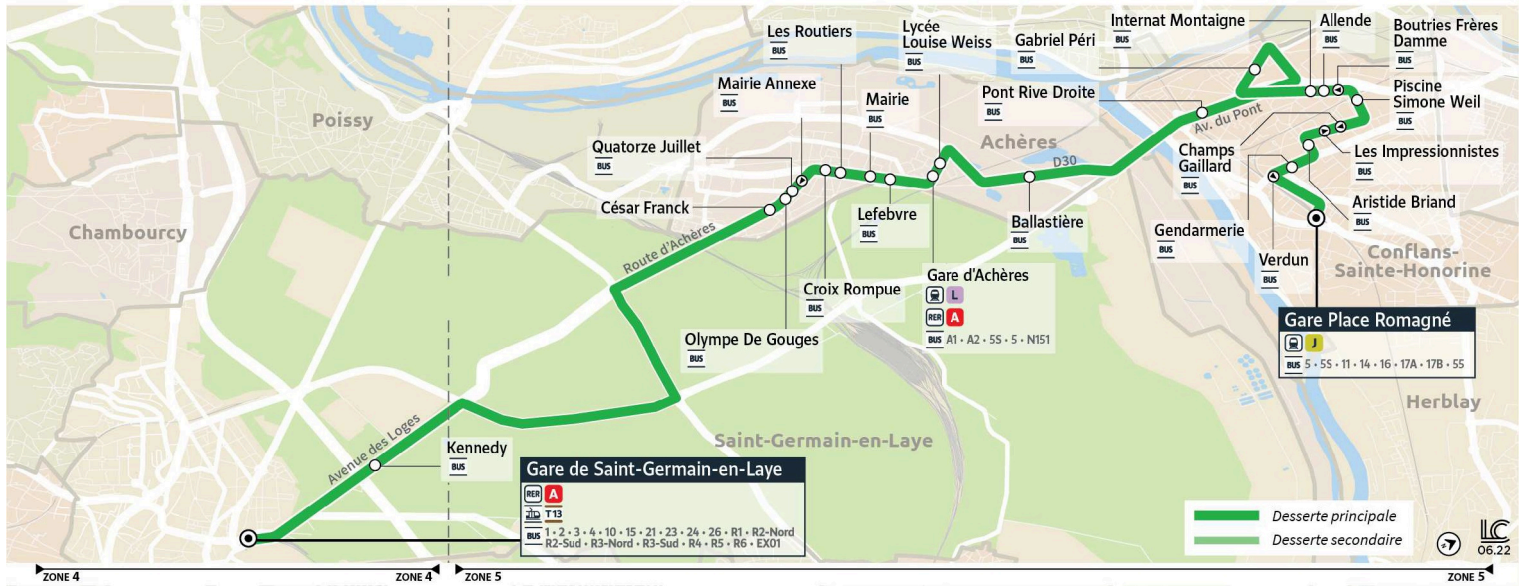 Internat Montaigne
BUS
Allende
BUS
Boutries Frères
Damme
BUS
Les Routiers
BUS
Lycée
Louise Weiss
BUS
Gabriel Péri
BUS
Mairie Annexe
BUS
Mairie
BUS
Pont Rive Droite
BUS
Piscine
Simone Weil
BUS
Poissy
Av. du Pont
Quatorze Juillet
BUS
Achères
D30
Champs
Gaillard
BUS
Les Impressionnistes
BUS
César Franck
Lefebvre
BUS
Ballastière
BUS
Aristide Briand
BUS
Chambourcy
Route d'Achères
Gendarmerie
BUS
Verdun
BUS
Conflans-
Sainte-Honorine
Croix Rompue
BUS
Gare d'Achères
L
RER A
BUS A1 • A2 • 5S • 5 • N151
Olympe De Gouges
BUS
Gare Place Romagné
J
BUS 5 • 5S • 11 • 14 • 16 • 17A • 17B • 55
Herblay
Avenue des Loges
Kennedy
BUS
Saint-Germain-en-Laye
Gare de Saint-Germain-en-Laye
RER A
T13
BUS 1 • 2 • 3 • 4 • 10 • 15 • 21 • 23 • 24 • 26 • R1 • R2-Nord
R2-Sud • R3-Nord • R3-Sud • R4 • R5 • R6 • EX01
Desserte principale
Desserte secondaire
LC
06.22
ZONE 4
ZONE 4
ZONE 5
ZONE 5